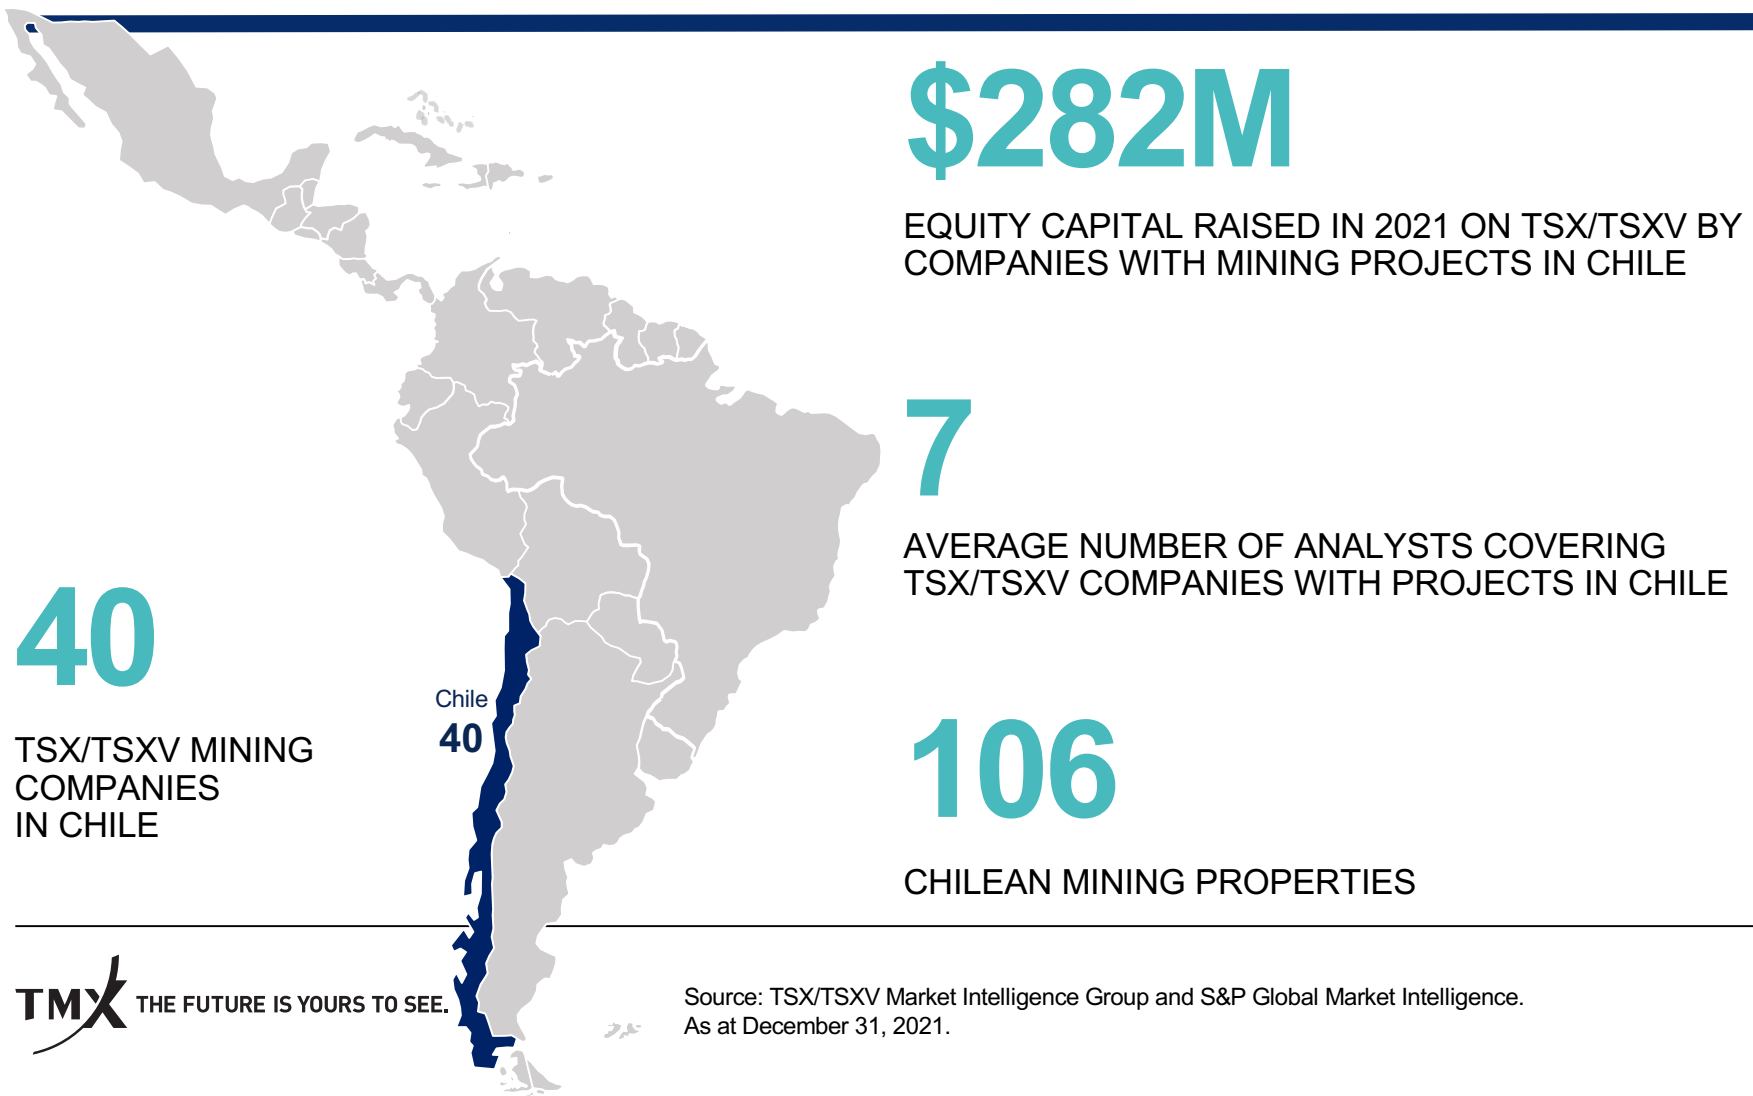 $282M
EQUITY CAPITAL RAISED IN 2021 ON TSX/TSXV BY
COMPANIES WITH MINING PROJECTS IN CHILE
7
AVERAGE NUMBER OF ANALYSTS COVERING
TSX/TSXV COMPANIES WITH PROJECTS IN CHILE
40
TSX/TSXV MINING
COMPANIES
IN CHILE
Chile
40
106
CHILEAN MINING PROPERTIES
TMX THE FUTURE IS YOURS TO SEE.
Source: TSX/TSXV Market Intelligence Group and S&P Global Market Intelligence.
As at December 31, 2021.